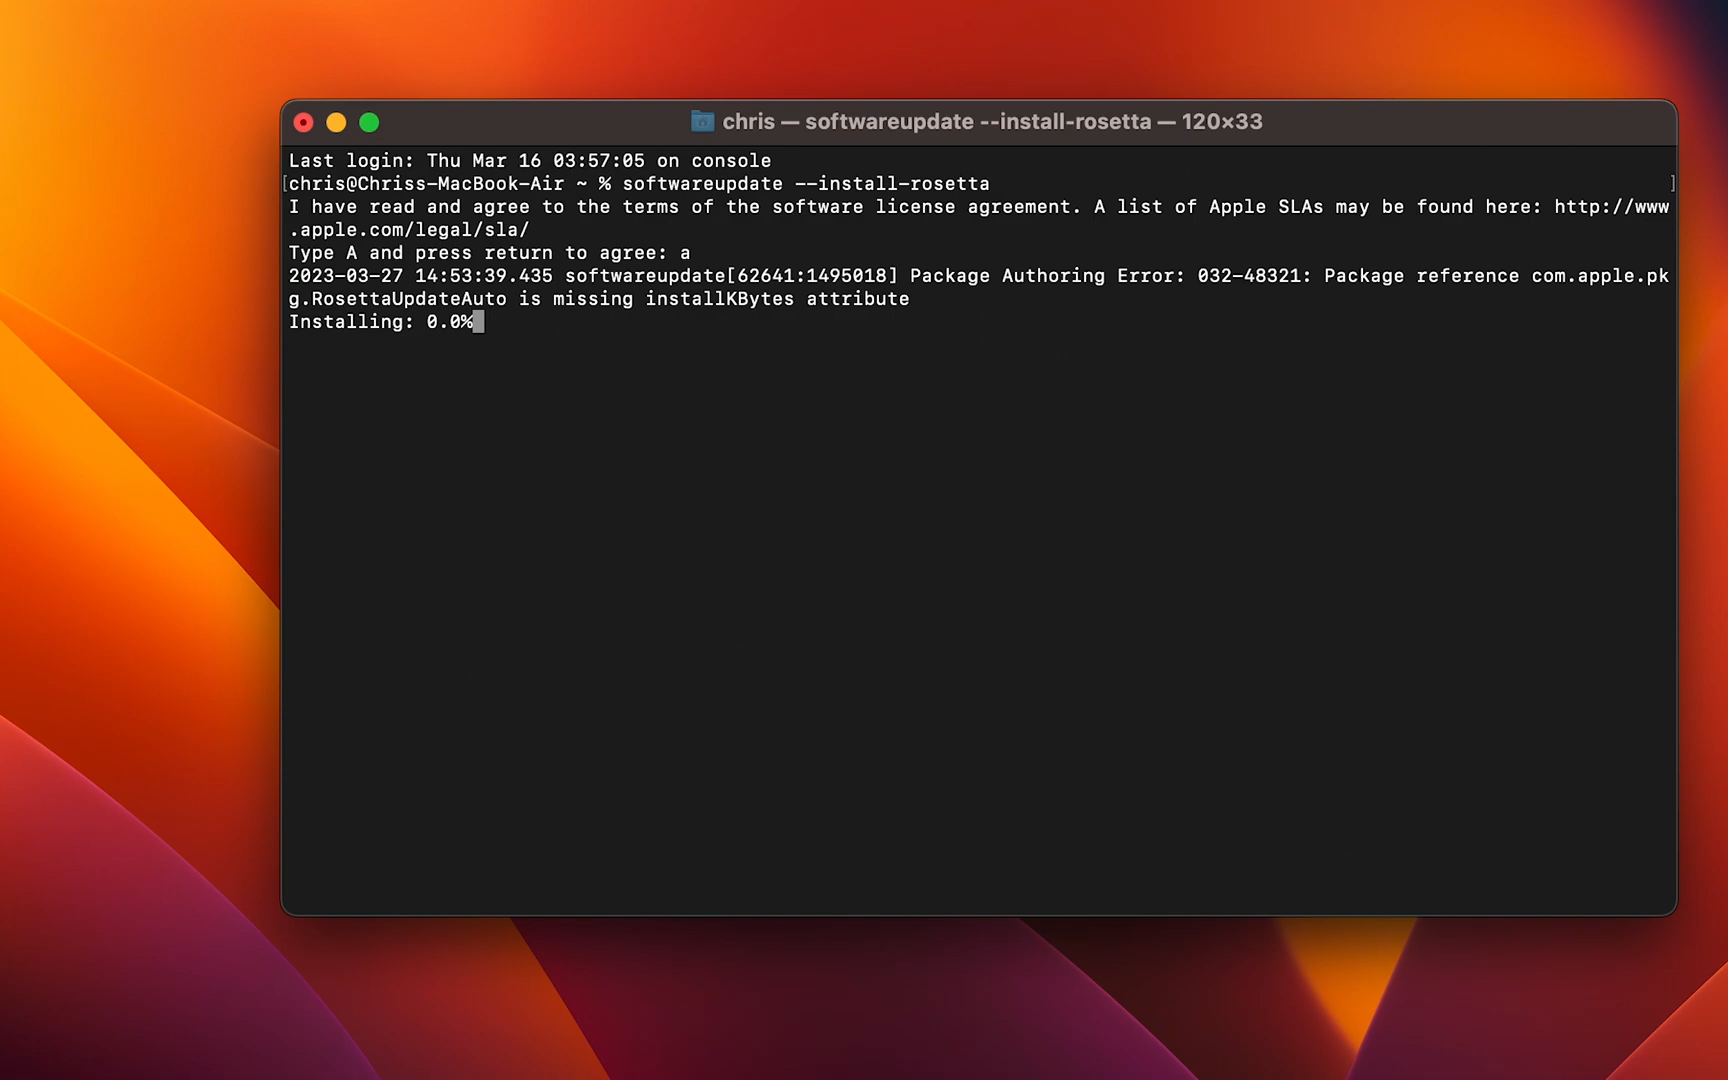 chris — softwareupdate --install-rosetta — 120×33
Last login: Thu Mar 16 03:57:05 on console
[chris@Chriss-MacBook-Air ~ % softwareupdate --install-rosetta ]
I have read and agree to the terms of the software license agreement. A list of Apple SLAs may be found here: http://www
.apple.com/legal/sla/
Type A and press return to agree: a
2023-03-27 14:53:39.435 softwareupdate[62641:1495018] Package Authoring Error: 032-48321: Package reference com.apple.pk
g.RosettaUpdateAuto is missing installKBytes attribute
Installing: 0.0%